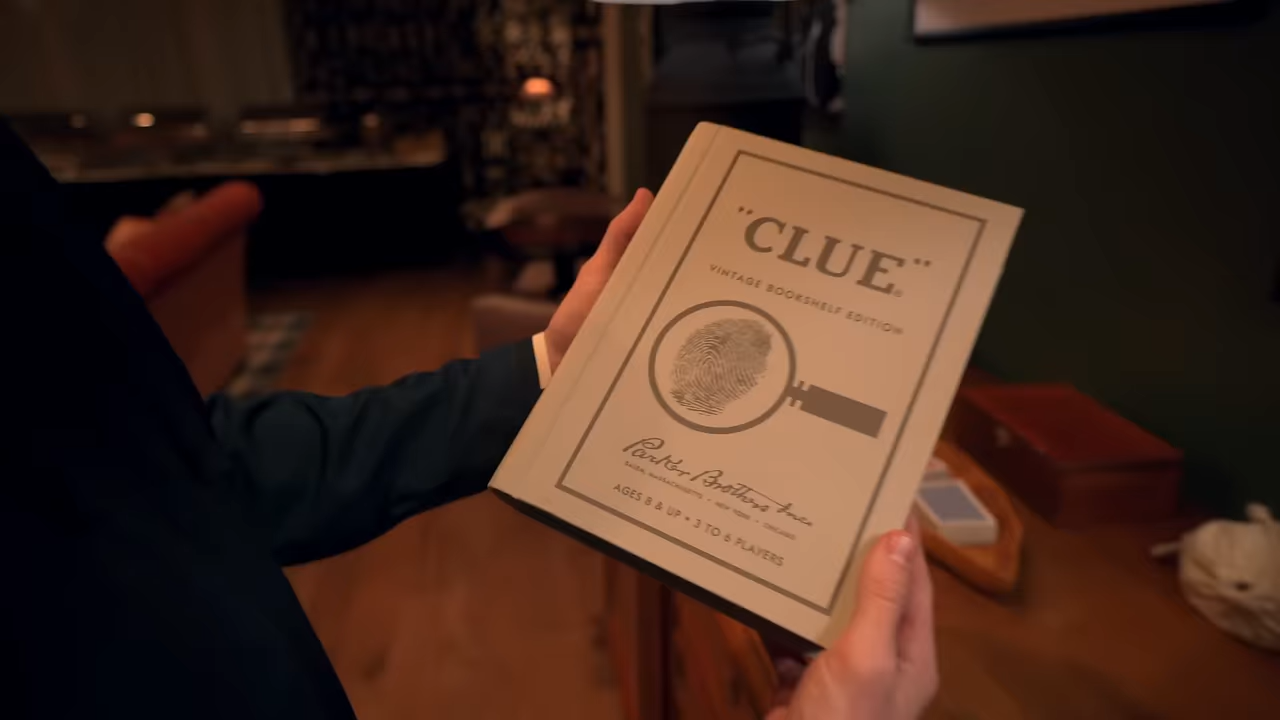 "CLUE"®
VINTAGE BOOKSHELF EDITION
Parker Brothers Inc.
SALEM, MASSACHUSETTS • NEW YORK • CHICAGO
AGES 8 & UP • 3 TO 6 PLAYERS